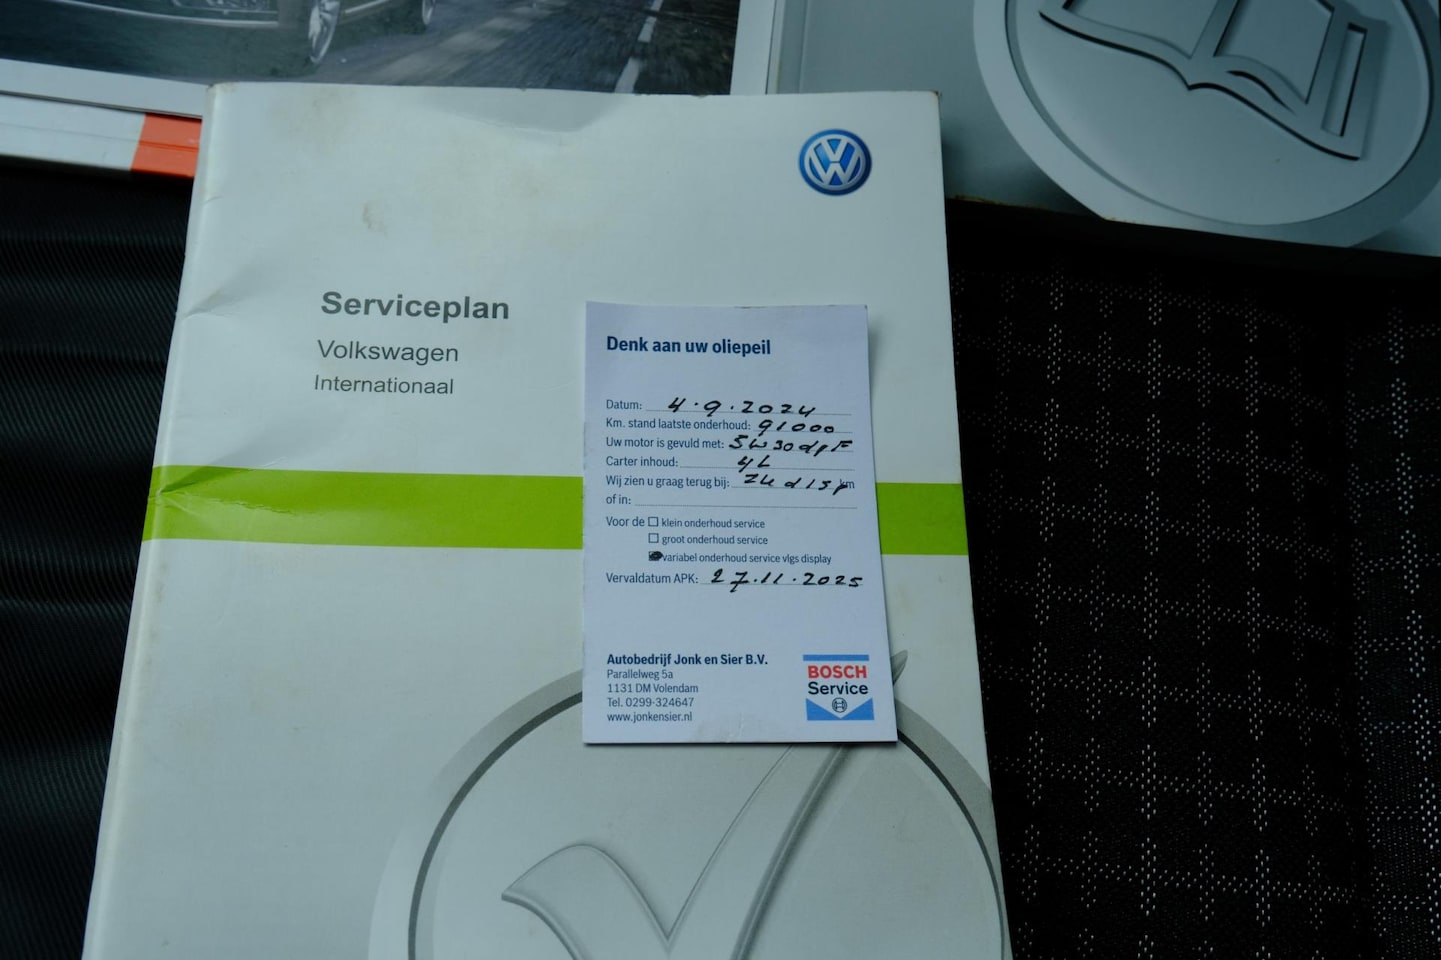 Serviceplan
Volkswagen
Internationaal
Denk aan uw oliepeil
Datum: 4.9.2024
Km. stand laatste onderhoud: 91000
Uw motor is gevuld met: 5w30dpF
Carter inhoud: 4L
Wij zien u graag terug bij: Zie disp km
of in:
Voor de klein onderhoud service
groot onderhoud service
variabel onderhoud service vlgs display
Vervaldatum APK: 27.11.2025
Autobedrijf Jonk en Sier B.V.
Parallelweg 5a
1131 DM Volendam
Tel. 0299-324647
www.jonkensier.nl
BOSCH
Service